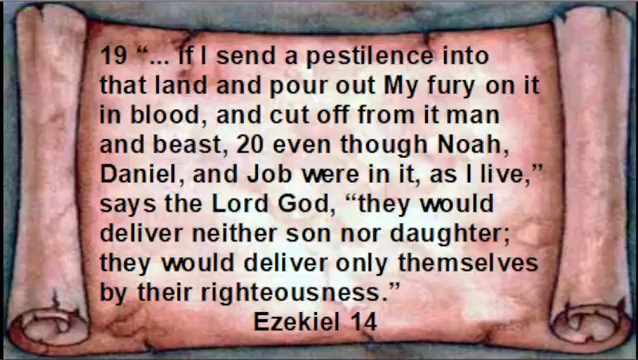 19 “... If I send a pestilence into
that land and pour out My fury on it
in blood, and cut off from it man
and beast, 20 even though Noah,
Daniel, and Job were in it, as I live,”
says the Lord God, “they would
deliver neither son nor daughter;
they would deliver only themselves
by their righteousness.”
Ezekiel 14